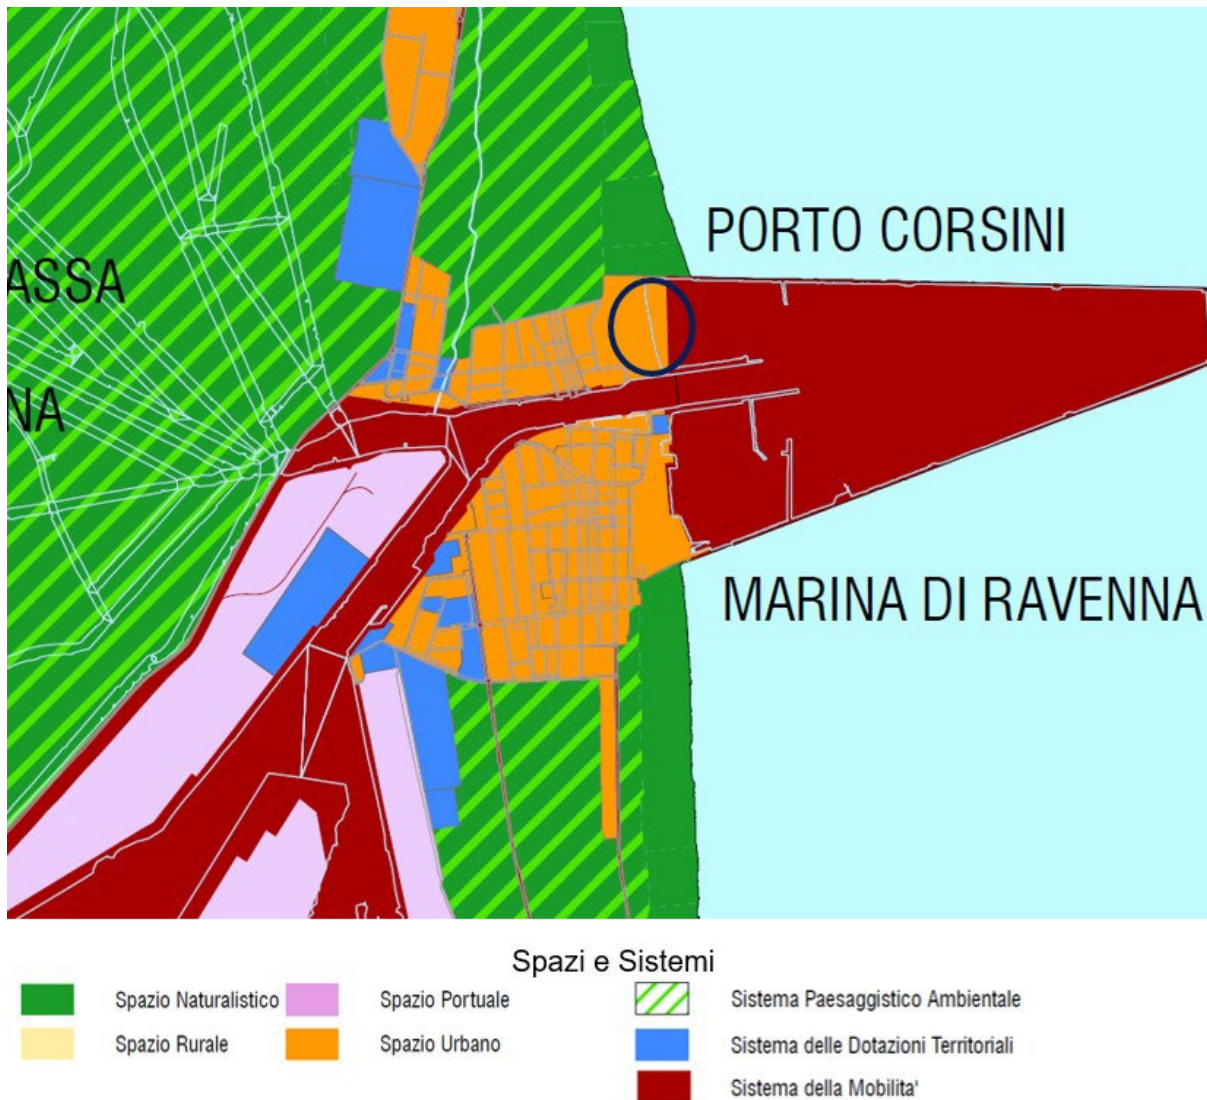 PORTO CORSINI
ASSA
NA
MARINA DI RAVENNA
Spazi e Sistemi
Spazio Naturalistico
Spazio Portuale
Sistema Paesaggistico Ambientale
Spazio Rurale
Spazio Urbano
Sistema delle Dotazioni Territoriali
Sistema della Mobilita'